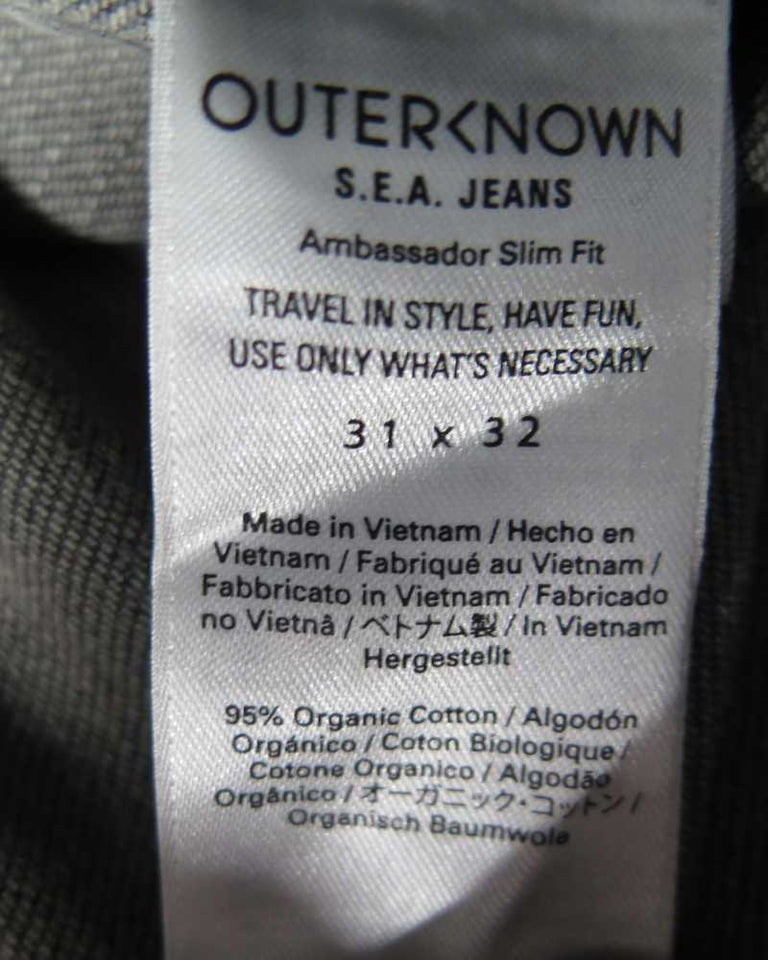 OUTERKNOWN
S.E.A. JEANS
Ambassador Slim Fit
TRAVEL IN STYLE, HAVE FUN,
USE ONLY WHAT'S NECESSARY
31 x 32
Made in Vietnam / Hecho en
Vietnam / Fabriqué au Vietnam /
Fabbricato in Vietnam / Fabricado
no Vietnã / ベトナム製 / In Vietnam
Hergestellt
95% Organic Cotton / Algodón
Orgánico / Coton Biologique /
Cotone Organico / Algodão
Orgânico / オーガニック・コットン /
Organisch Baumwole